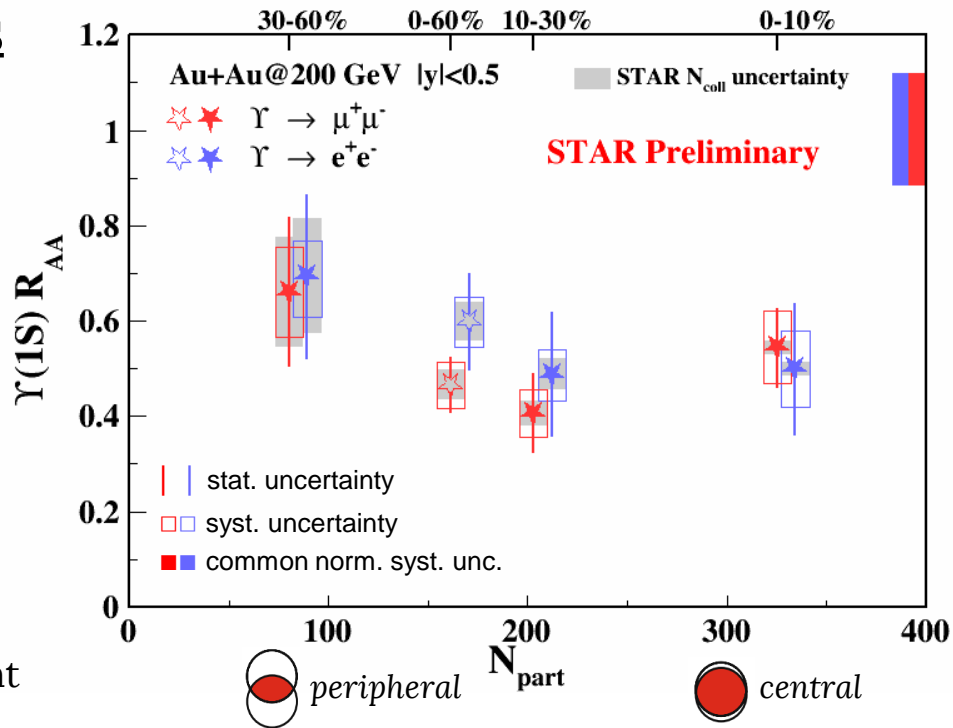 30-60% 0-60% 10-30% 0-10%
1.2
Au+Au@200 GeV |y|<0.5
STAR N_coll uncertainty
ϒ → μ⁺μ⁻
1
ϒ → e⁺e⁻
STAR Preliminary
0.8
ϒ(1S) R_AA
0.6
0.4
stat. uncertainty
0.2
syst. uncertainty
common norm. syst. unc.
0
0 100 200 300 400
N_part
nt
peripheral
central